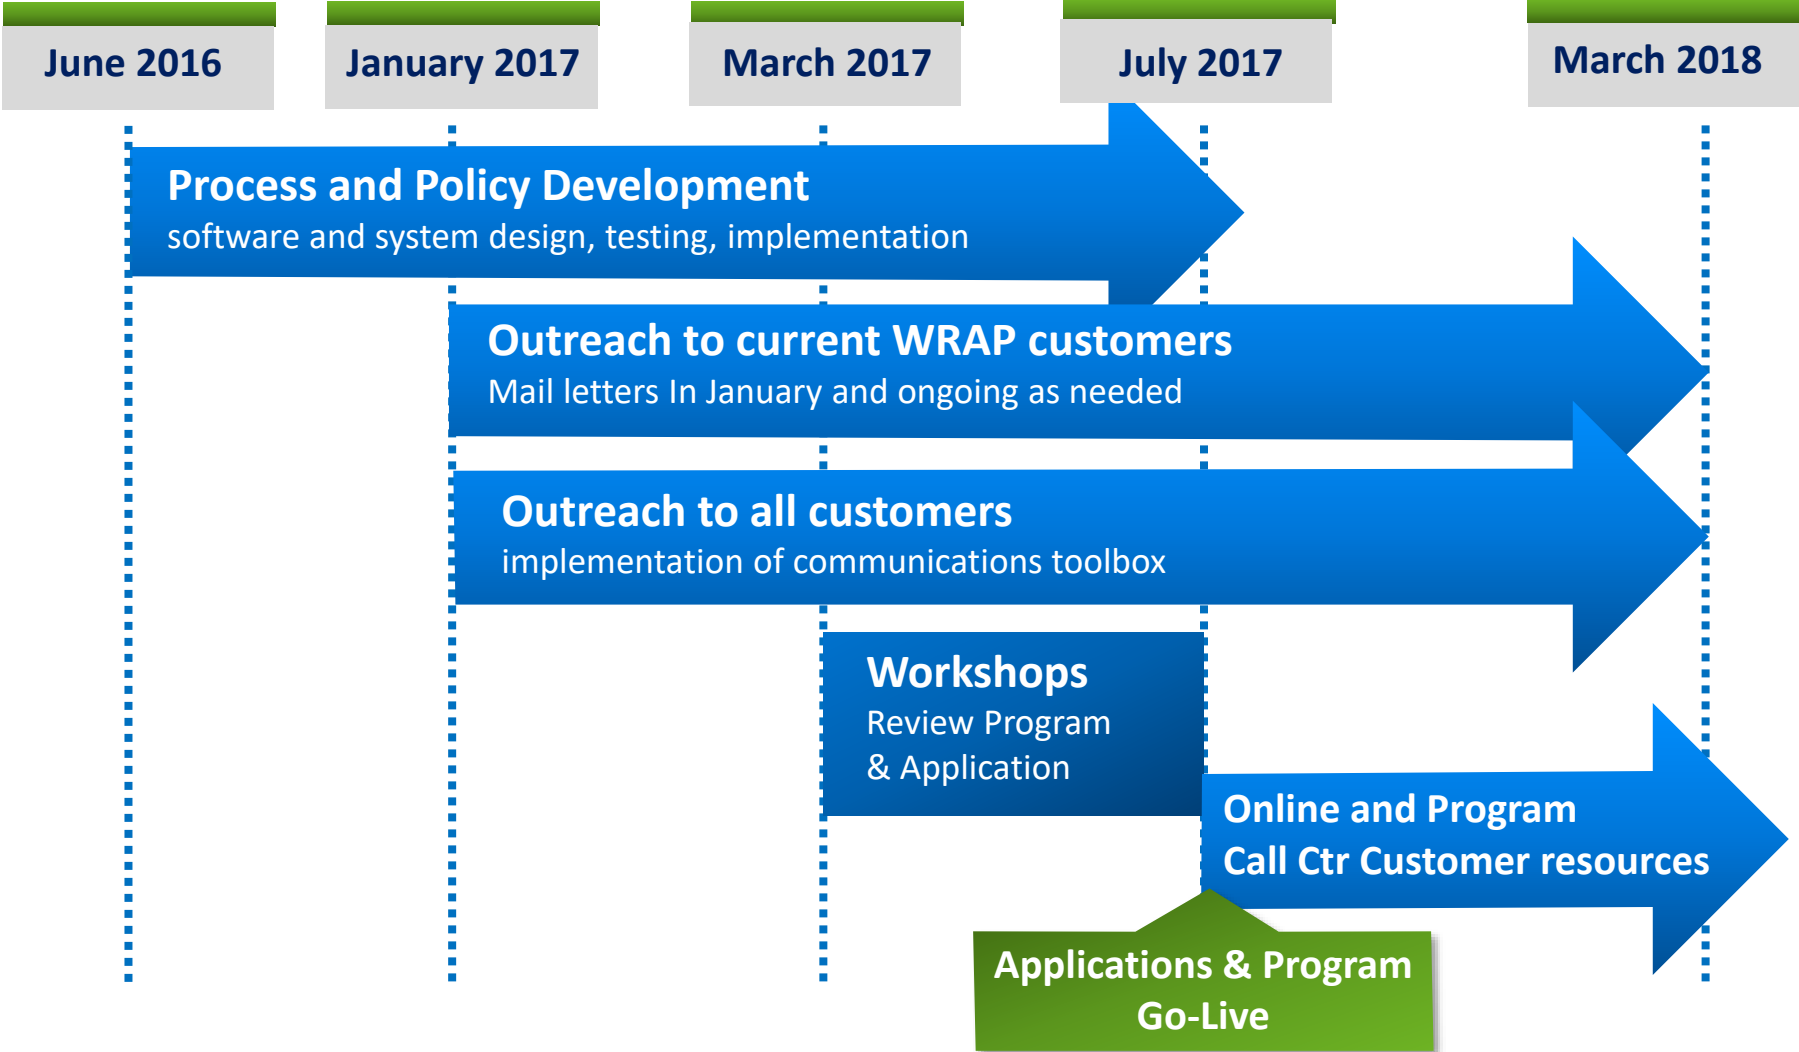 June 2016
January 2017
March 2017
July 2017
March 2018
Process and Policy Development
software and system design, testing, implementation
Outreach to current WRAP customers
Mail letters In January and ongoing as needed
Outreach to all customers
implementation of communications toolbox
Workshops
Review Program
& Application
Online and Program
Call Ctr Customer resources
Applications & Program
Go-Live